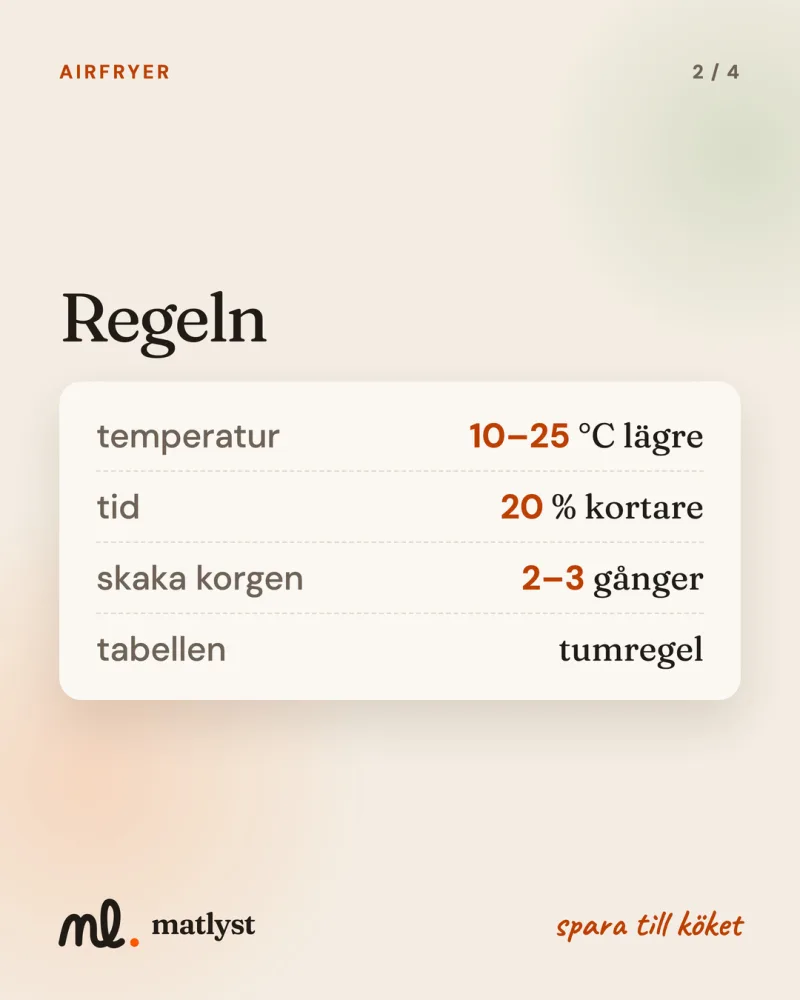 AIRFRYER 2 / 4
Regeln
temperatur 10–25 °C lägre
tid 20 % kortare
skaka korgen 2–3 gånger
tabellen tumregel
ml. matlyst spara till köket